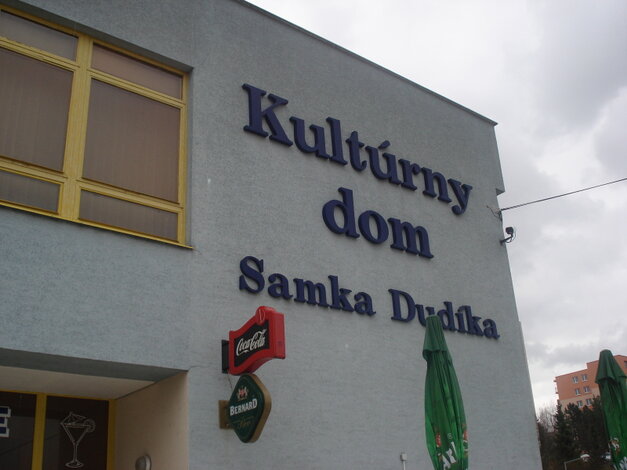 Kultúrny
dom
Samka Dudíka
Coca-Cola
BERNARD